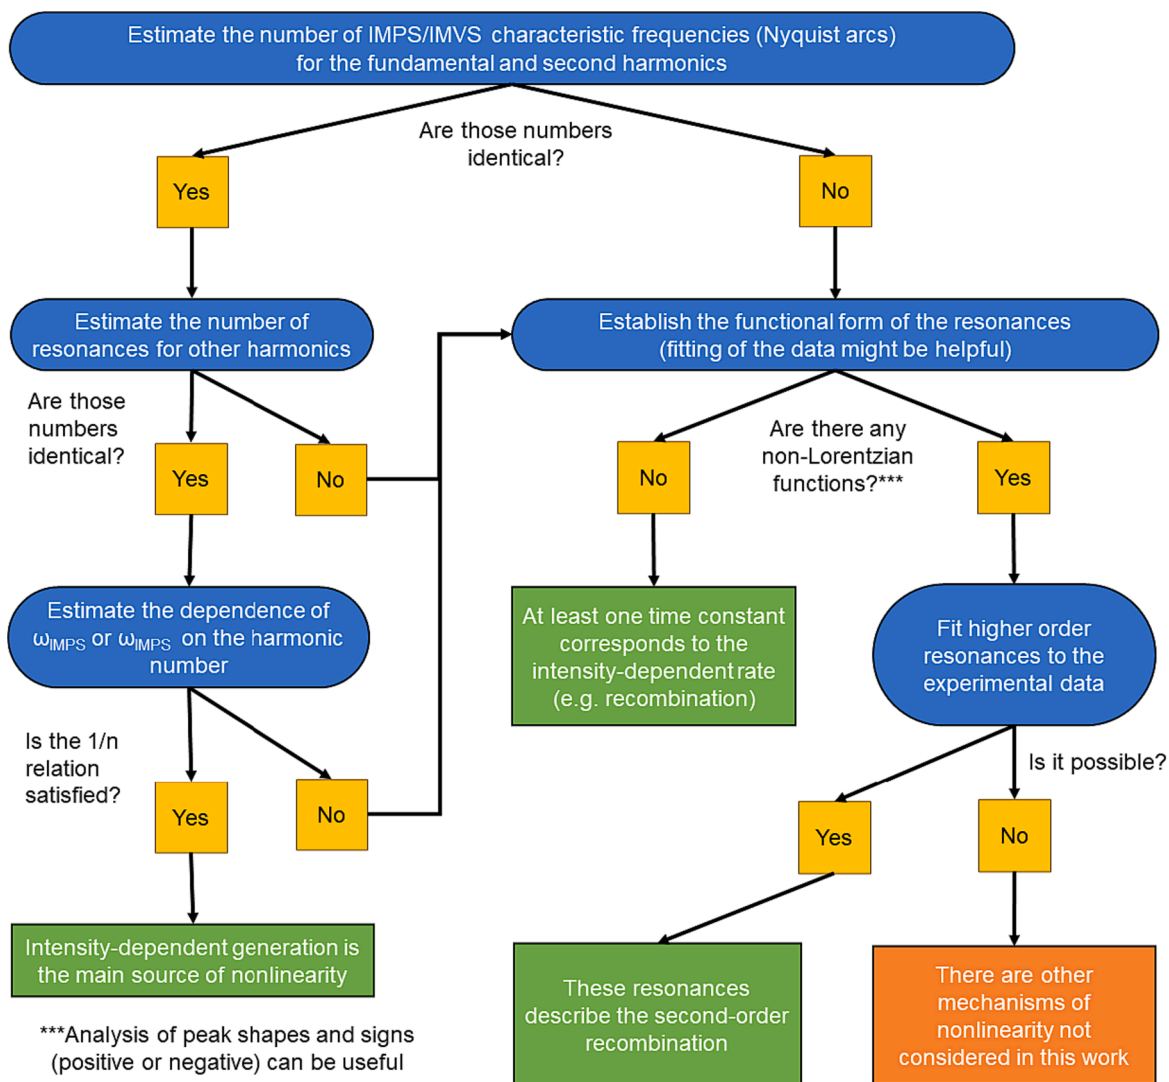 Estimate the number of IMPS/IMVS characteristic frequencies (Nyquist arcs)
for the fundamental and second harmonics
Are those numbers
identical?
Yes
No
Estimate the number of
resonances for other harmonics
Establish the functional form of the resonances
(fitting of the data might be helpful)
Are those
numbers
identical?
Yes
No
Are there any
non-Lorentzian
functions?***
No
Yes
Estimate the dependence of
ωIMPS or ωIMPS on the harmonic
number
At least one time constant
corresponds to the
intensity-dependent rate
(e.g. recombination)
Fit higher order
resonances to the
experimental data
Is the 1/n
relation
satisfied?
Yes
No
Is it possible?
Yes
No
Intensity-dependent generation is
the main source of nonlinearity
These resonances
describe the second-order
recombination
There are other
mechanisms of
nonlinearity not
considered in this work
***Analysis of peak shapes and signs
(positive or negative) can be useful